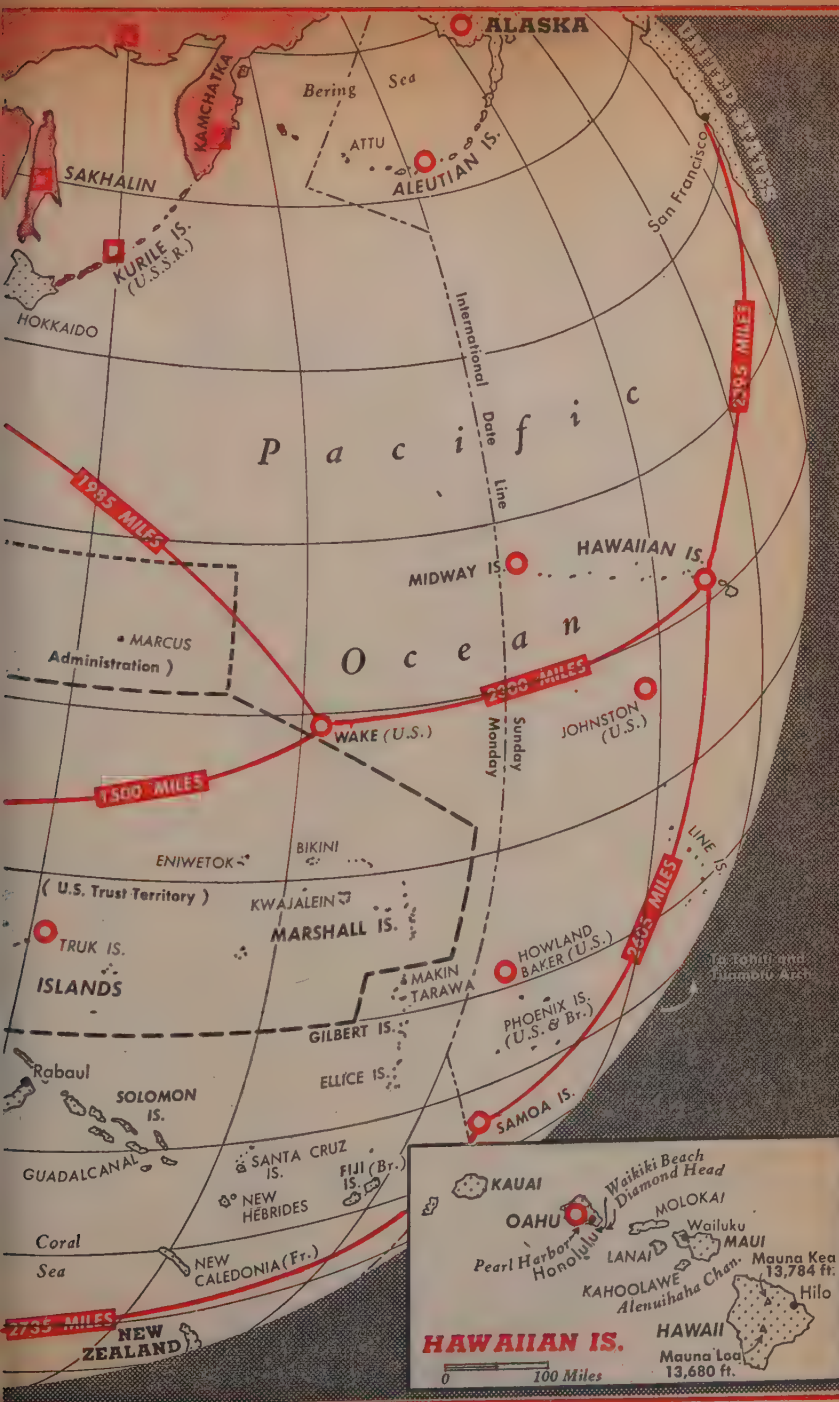 ALASKA
UNITED STATES
Bering Sea
KAMCHATKA
ATTU
ALEUTIAN IS.
San Francisco
SAKHALIN
KURILE IS.
(U.S.S.R.)
HOKKAIDO
International Date Line
2395 MILES
Pacific
1985 MILES
MIDWAY IS.
HAWAIIAN IS.
MARCUS
Administration )
Ocean
2300 MILES
WAKE (U.S.)
JOHNSTON
(U.S.)
Sunday
Monday
1500 MILES
ENIWETOK
BIKINI
LINE IS.
( U.S. Trust Territory )
KWAJALEIN
MARSHALL IS.
2605 MILES
TRUK IS.
HOWLAND
BAKER (U.S.)
To Tahiti and
Arch.
ISLANDS
MAKIN
TARAWA
PHOENIX IS.
(U.S. & Br.)
GILBERT IS.
Rabaul
ELLICE IS.
SOLOMON
IS.
SAMOA IS.
GUADALCANAL
SANTA CRUZ
IS.
FIJI (Br.)
IS.
NEW
HEBRIDES
Coral
Sea
NEW
CALEDONIA (Fr.)
2735 MILES
NEW
ZEALAND
KAUAI
Waikiki Beach
Diamond Head
OAHU
MOLOKAI
Pearl Harbor
Honolulu
Wailuku
LANAI
MAUI
KAHOOLAWE
Alenuihaha Chan.
Mauna Kea
13,784 ft.
Hilo
HAWAII
HAWAIIAN IS.
Mauna Loa
13,680 ft.
0 100 Miles